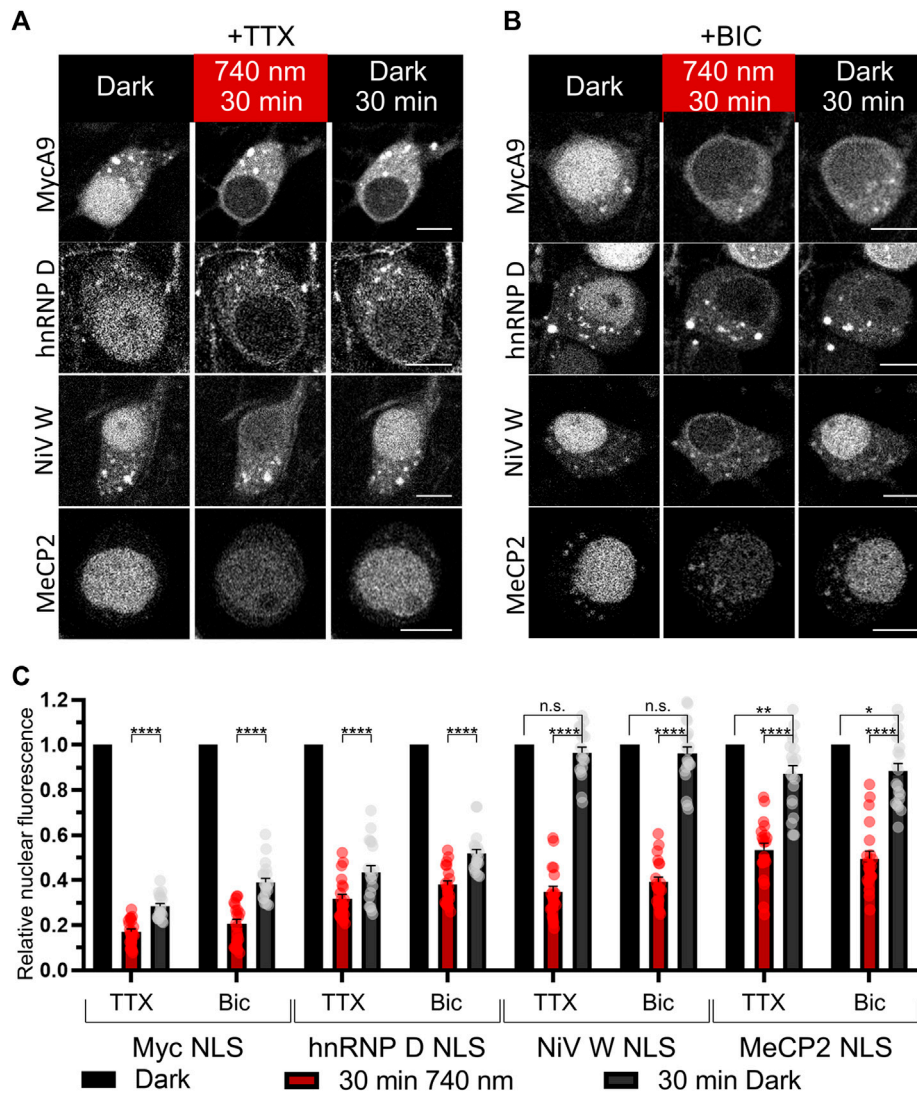 A
+TTX
Dark
740 nm
30 min
Dark
30 min
MycA9
hnRNP D
NiV W
MeCP2
B
+BIC
Dark
740 nm
30 min
Dark
30 min
MycA9
hnRNP D
NiV W
MeCP2
C
Relative nuclear fluorescence
1.2
1.0
0.8
0.6
0.4
0.2
0.0
****
****
****
****
n.s.
****
n.s.
****
**
****
*
****
TTX Bic TTX Bic TTX Bic TTX Bic
Myc NLS hnRNP D NLS NiV W NLS MeCP2 NLS
Dark 30 min 740 nm 30 min Dark